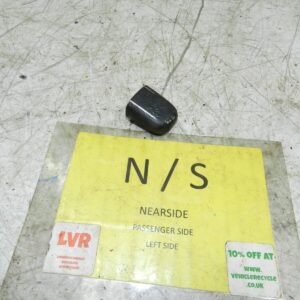 N / S
NEARSIDE
PASSENGER SIDE
LEFT SIDE
LVR
10% OFF AT
WWW.
VEHICLERECYCLE
.CO.UK